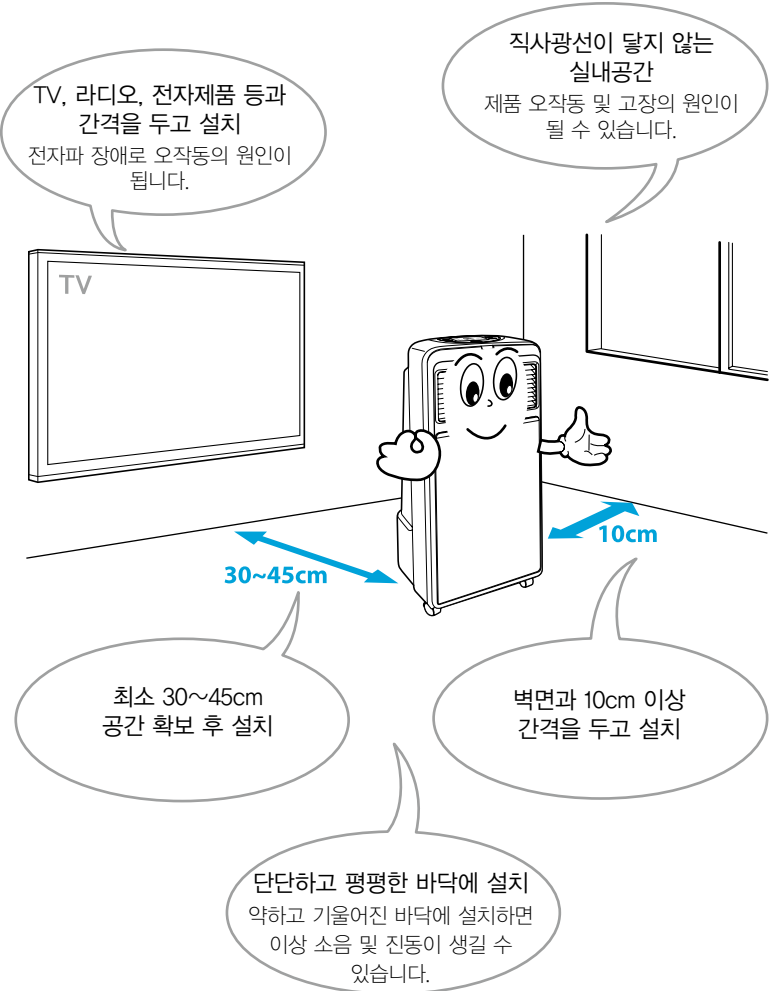 TV, 라디오, 전자제품 등과
간격을 두고 설치
전자파 장애로 오작동의 원인이
됩니다.
직사광선이 닿지 않는
실내공간
제품 오작동 및 고장의 원인이
될 수 있습니다.
TV
10cm
30~45cm
최소 30~45cm
공간 확보 후 설치
벽면과 10cm 이상
간격을 두고 설치
단단하고 평평한 바닥에 설치
약하고 기울어진 바닥에 설치하면
이상 소음 및 진동이 생길 수
있습니다.